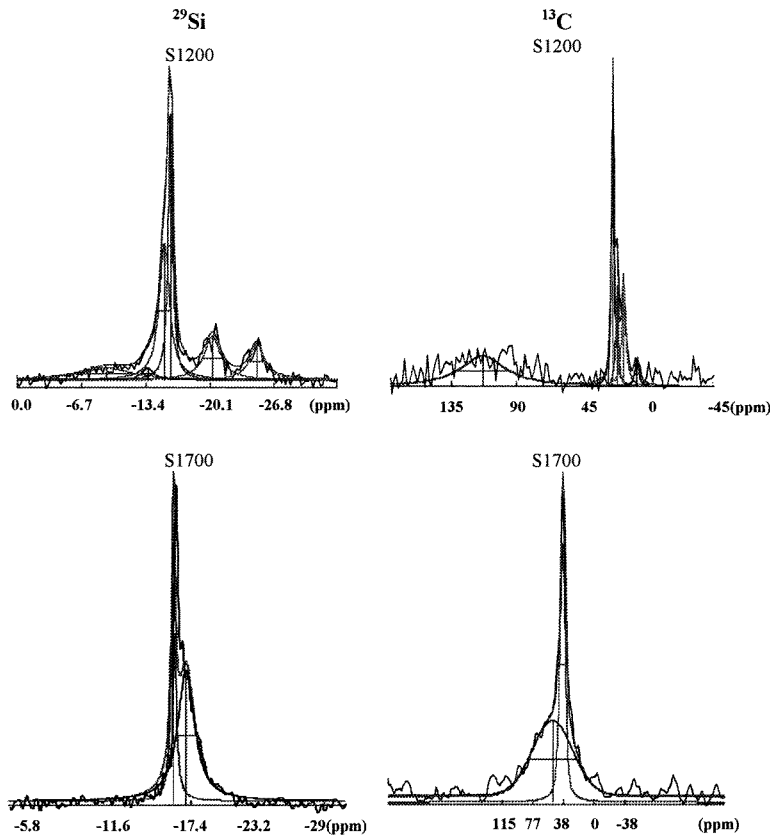 29Si
13C
S1200
S1200
0.0 -6.7 -13.4 -20.1 -26.8 (ppm)
135 90 45 0 -45(ppm)
S1700
S1700
-5.8 -11.6 -17.4 -23.2 -29(ppm)
115 77 38 0 -38 (ppm)